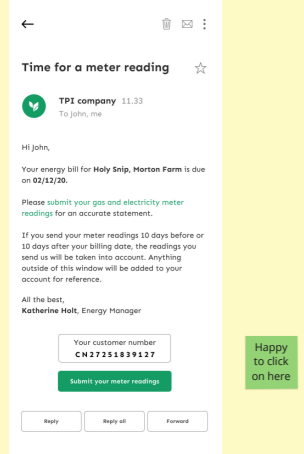 Time for a meter reading
TPI company 11.33
To John, me
Hi John,
Your energy bill for Holy Snip, Morton Farm is due
on 02/12/20.
Please submit your gas and electricity meter
readings for an accurate statement.
If you send your meter readings 10 days before or
10 days after your billing date, the readings you
send us will be taken into account. Anything
outside of this window will be added to your
account for reference.
All the best,
Katherine Holt, Energy Manager
Your customer number
CN27251839127
Submit your meter readings
Reply
Reply all
Forward
Happy
to click
on here